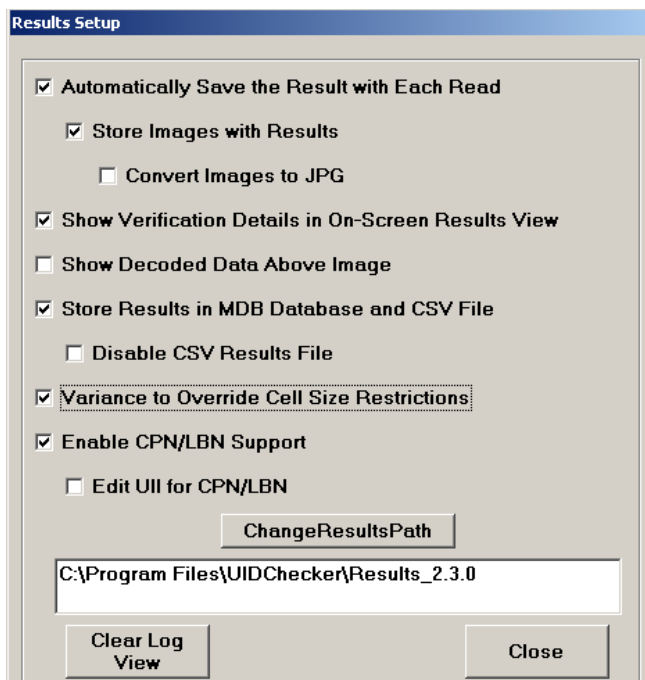 Results Setup
Automatically Save the Result with Each Read
Store Images with Results
Convert Images to JPG
Show Verification Details in On-Screen Results View
Show Decoded Data Above Image
Store Results in MDB Database and CSV File
Disable CSV Results File
Variance to Override Cell Size Restrictions
Enable CPN/LBN Support
Edit UII for CPN/LBN
ChangeResultsPath
C:\Program Files\UIDChecker\Results_2.3.0
Clear Log
View
Close